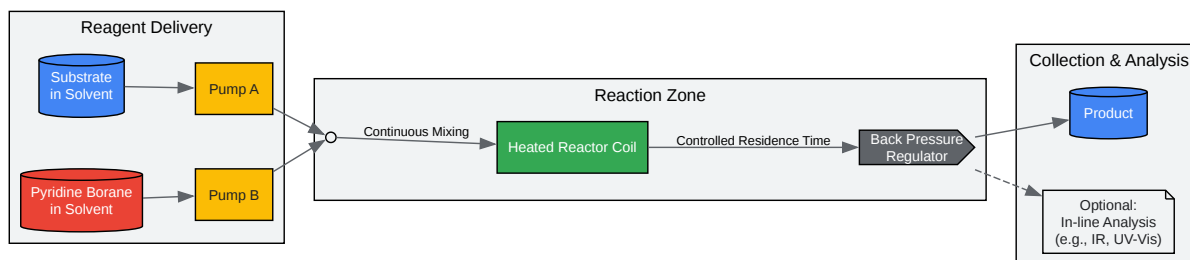 Reagent Delivery
Substrate
in Solvent
Pump A
Pyridine Borane
in Solvent
Pump B
Reaction Zone
Continuous Mixing
Heated Reactor Coil
Controlled Residence Time
Back Pressure
Regulator
Collection & Analysis
Product
Optional:
In-line Analysis
(e.g., IR, UV-Vis)